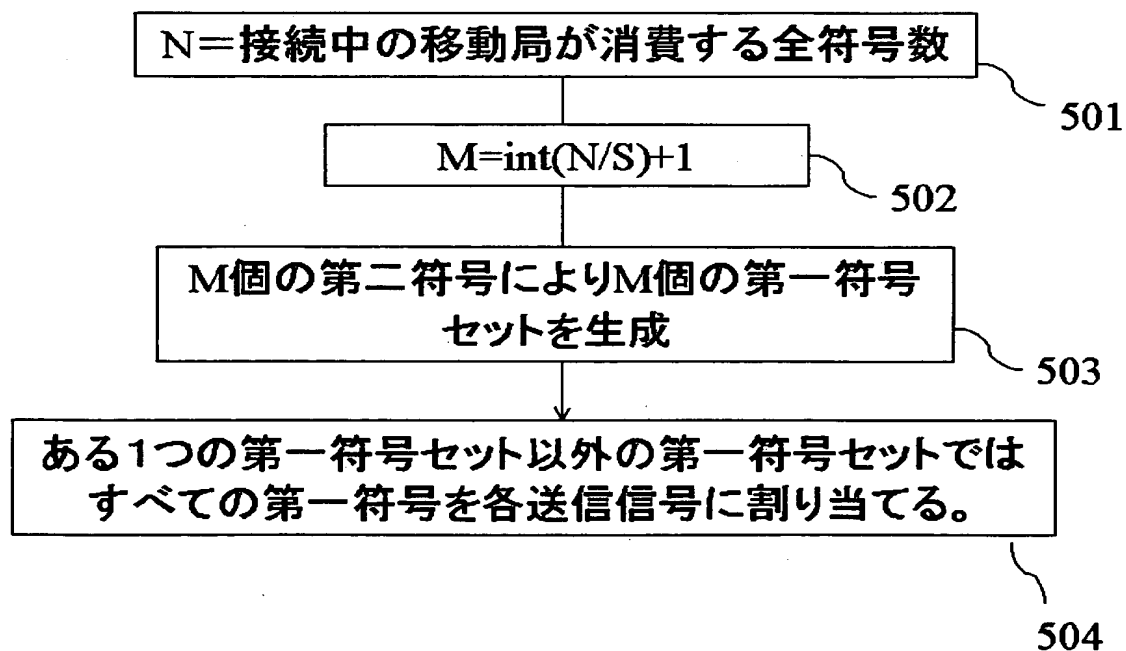 N＝接続中の移動局が消費する全符号数
501
M=int(N/S)+1
502
M個の第二符号によりM個の第一符号
セットを生成
503
ある1つの第一符号セット以外の第一符号セットでは
すべての第一符号を各送信信号に割り当てる。
504